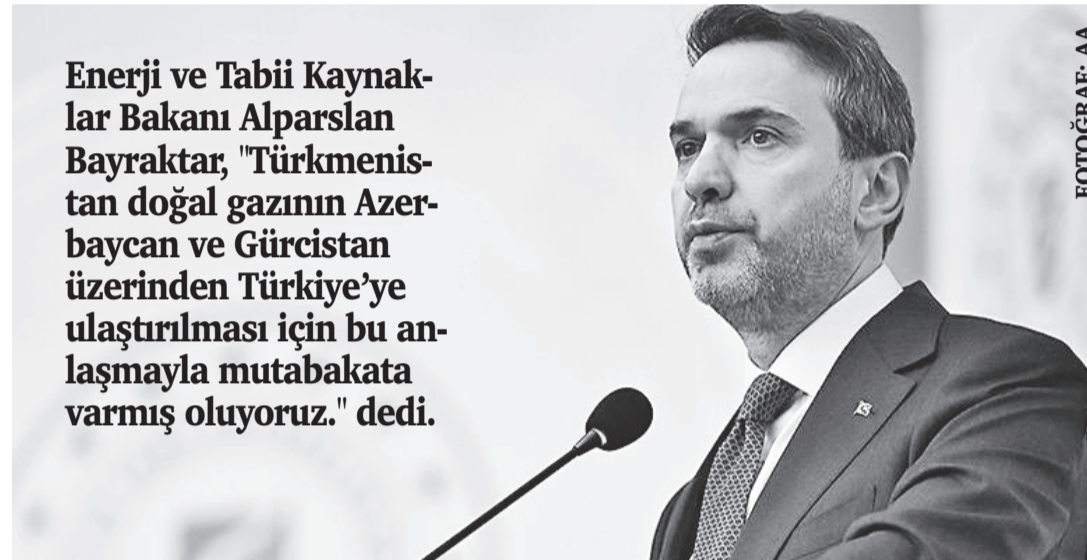 Enerji ve Tabii Kaynak-
lar Bakanı Alparslan
Bayraktar, "Türkmenis-
tan doğal gazının Azer-
baycan ve Gürcistan
üzerinden Türkiye’ye
ulaştırılması için bu an-
laşmayla mutabakata
varmış oluyoruz." dedi.
FOTOĞRAF: AA